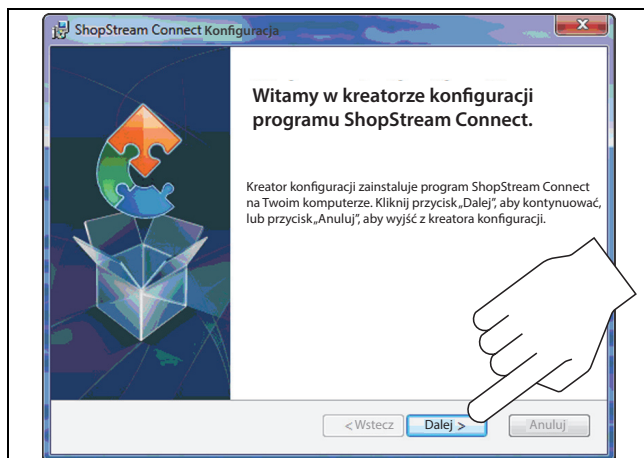 ShopStream Connect Konfiguracja
Witamy w kreatorze konfiguracji
programu ShopStream Connect.
Kreator konfiguracji zainstaluje program ShopStream Connect
na Twoim komputerze. Kliknij przycisk „Dalej”, aby kontynuować,
lub przycisk „Anuluj”, aby wyjść z kreatora konfiguracji.
< Wstecz Dalej > Anuluj